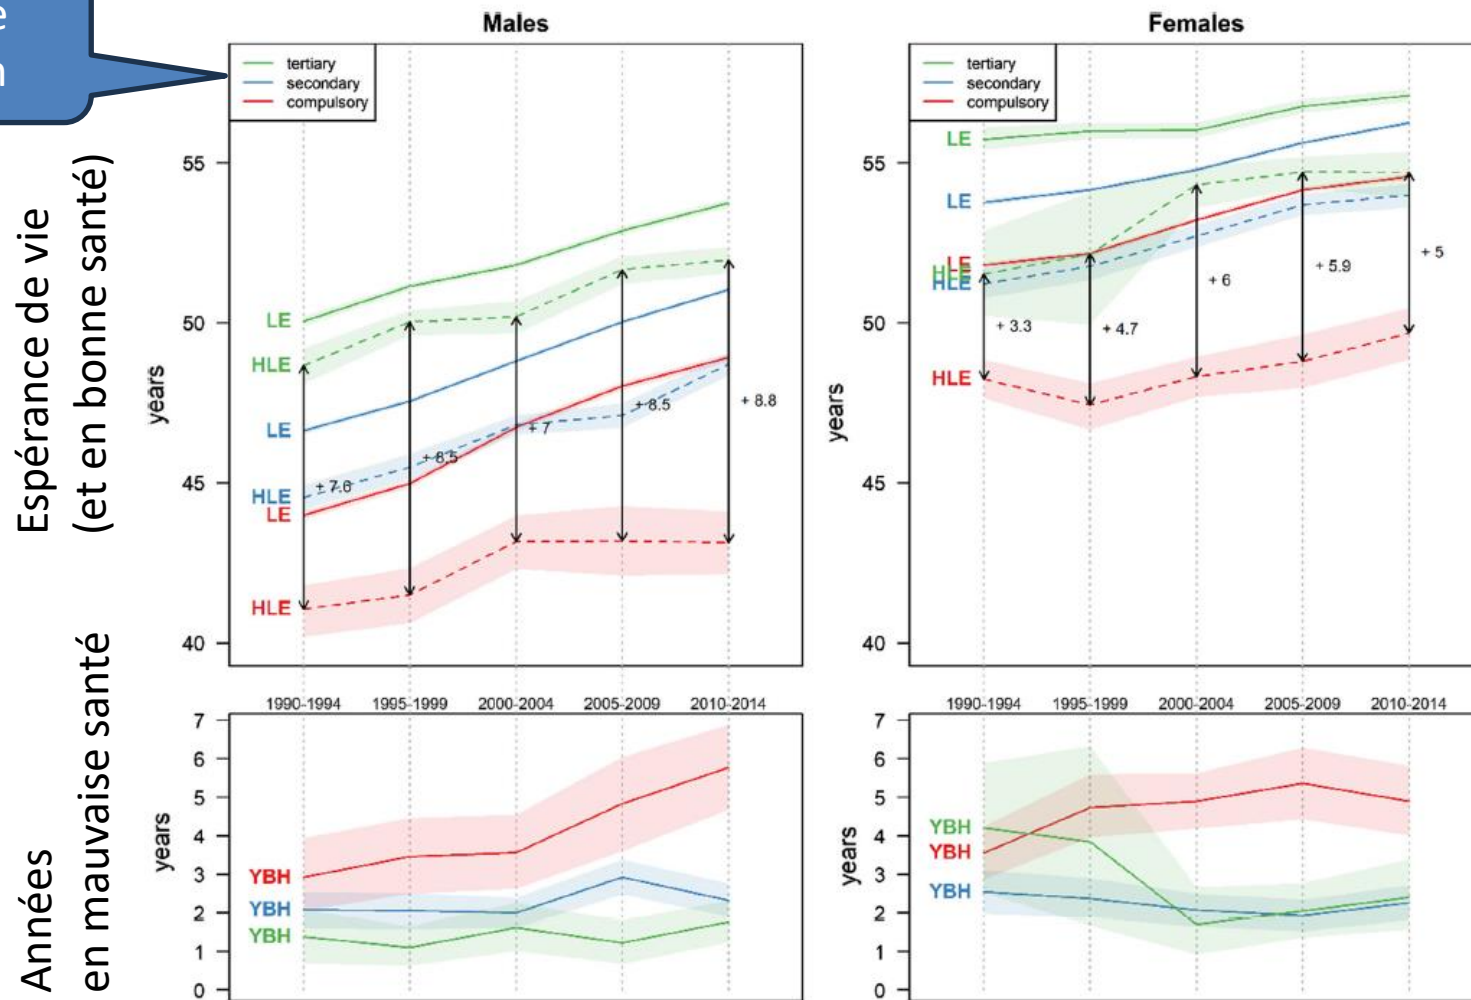 e
n
Espérance de vie
(et en bonne santé)
Années
en mauvaise santé
Males
tertiary
secondary
compulsory
years
55
50
45
40
LE
HLE
LE
HLE
LE
HLE
+ 7.6
+ 8.5
+ 7
+ 8.5
+ 8.8
1990-1994
1995-1999
2000-2004
2005-2009
2010-2014
years
7
6
5
4
3
2
1
0
YBH
YBH
YBH
Females
tertiary
secondary
compulsory
years
55
50
45
40
LE
LE
LE
HLE
HLE
HLE
+ 3.3
+ 4.7
+ 6
+ 5.9
+ 5
1990-1994
1995-1999
2000-2004
2005-2009
2010-2014
years
7
6
5
4
3
2
1
0
YBH
YBH
YBH